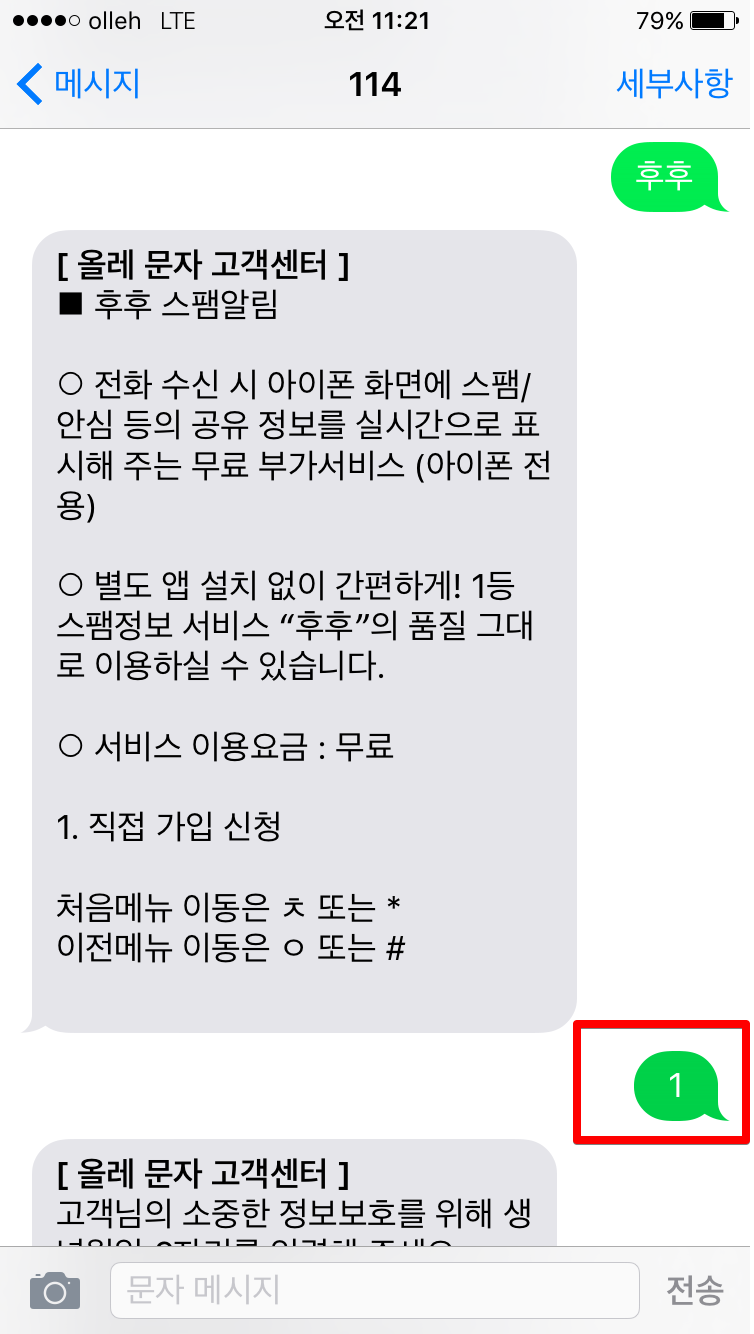 olleh LTE 오전 11:21 79%
메시지 114 세부사항
후후
[ 올레 문자 고객센터 ]
■ 후후 스팸알림
○ 전화 수신 시 아이폰 화면에 스팸/
안심 등의 공유 정보를 실시간으로 표
시해 주는 무료 부가서비스 (아이폰 전
용)
○ 별도 앱 설치 없이 간편하게! 1등
스팸정보 서비스 “후후”의 품질 그대
로 이용하실 수 있습니다.
○ 서비스 이용요금 : 무료
1. 직접 가입 신청
처음메뉴 이동은 ㅊ 또는 *
이전메뉴 이동은 ㅇ 또는 #
1
[ 올레 문자 고객센터 ]
고객님의 소중한 정보보호를 위해 생
문자 메시지 전송